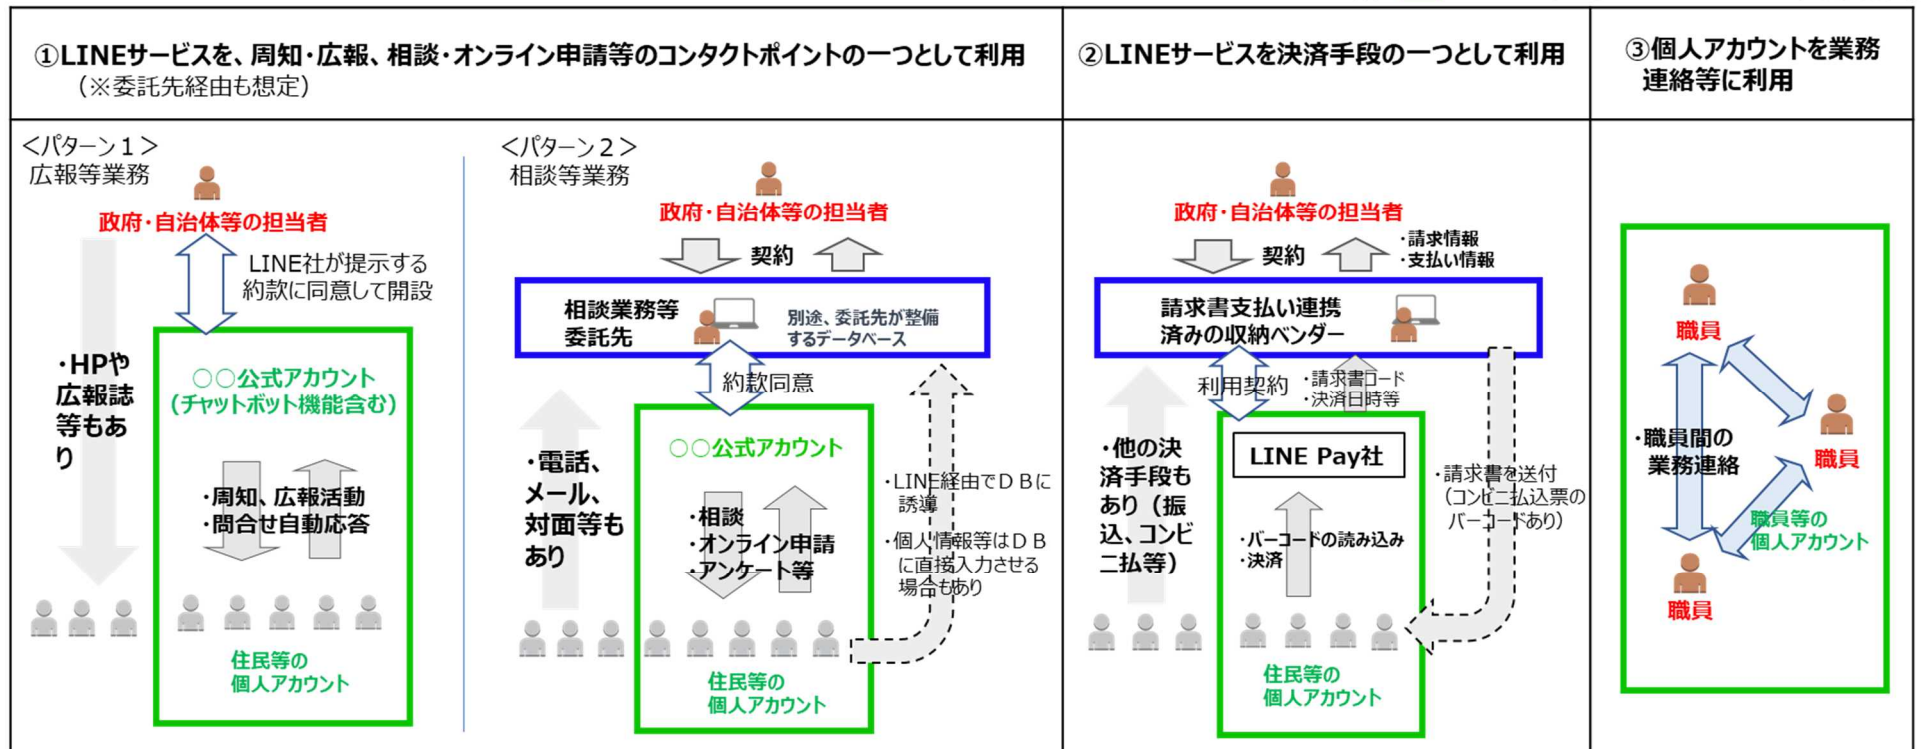 ①LINEサービスを、周知・広報、相談・オンライン申請等のコンタクトポイントの一つとして利用
（※委託先経由も想定）
②LINEサービスを決済手段の一つとして利用
③個人アカウントを業務
連絡等に利用
＜パターン１＞
広報等業務
政府・自治体等の担当者
LINE社が提示する
約款に同意して開設
・HPや
広報誌
等もあ
り
○○公式アカウント
（チャットボット機能含む）
・周知、広報活動
・問合せ自動応答
住民等の
個人アカウント
＜パターン２＞
相談等業務
政府・自治体等の担当者
契約
相談業務等
委託先
別途、委託先が整備
するデータベース
約款同意
・電話、
メール、
対面等も
あり
○○公式アカウント
・相談
・オンライン申請
・アンケート等
・LINE経由でＤＢに
誘導
・個人情報等はＤＢ
に直接入力させる
場合もあり
住民等の
個人アカウント
政府・自治体等の担当者
契約
・請求情報
・支払い情報
請求書支払い連携
済みの収納ベンダー
利用契約
・請求書コード
・決済日時等
・他の決
済手段も
あり（振
込、コンビ
ニ払等）
LINE Pay社
・バーコードの読み込み
・決済
・請求書を送付
（コンビニ払込票の
バーコードあり）
住民等の
個人アカウント
職員
職員
・職員間の
業務連絡
職員等の
個人アカウント
職員